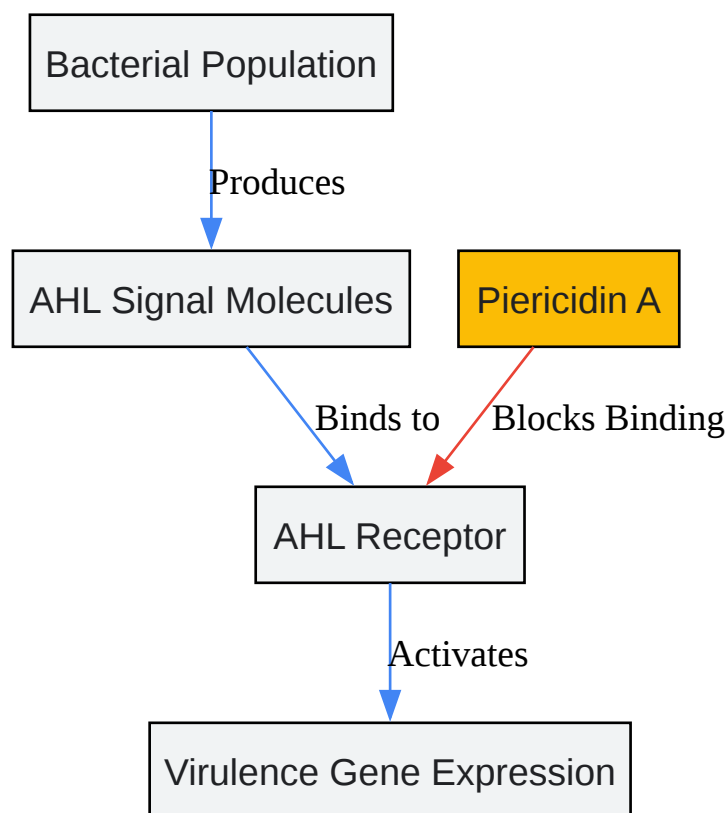 Bacterial Population
Produces
AHL Signal Molecules
Piericidin A
Binds to
Blocks Binding
AHL Receptor
Activates
Virulence Gene Expression